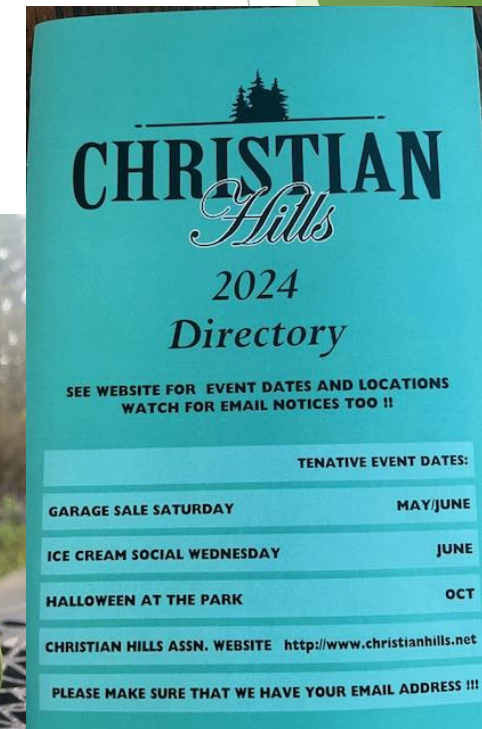 CHRISTIAN
Hills
2024
Directory
SEE WEBSITE FOR EVENT DATES AND LOCATIONS
WATCH FOR EMAIL NOTICES TOO !!
TENATIVE EVENT DATES:
GARAGE SALE SATURDAY MAY/JUNE
ICE CREAM SOCIAL WEDNESDAY JUNE
HALLOWEEN AT THE PARK OCT
CHRISTIAN HILLS ASSN. WEBSITE http://www.christianhills.net
PLEASE MAKE SURE THAT WE HAVE YOUR EMAIL ADDRESS !!!